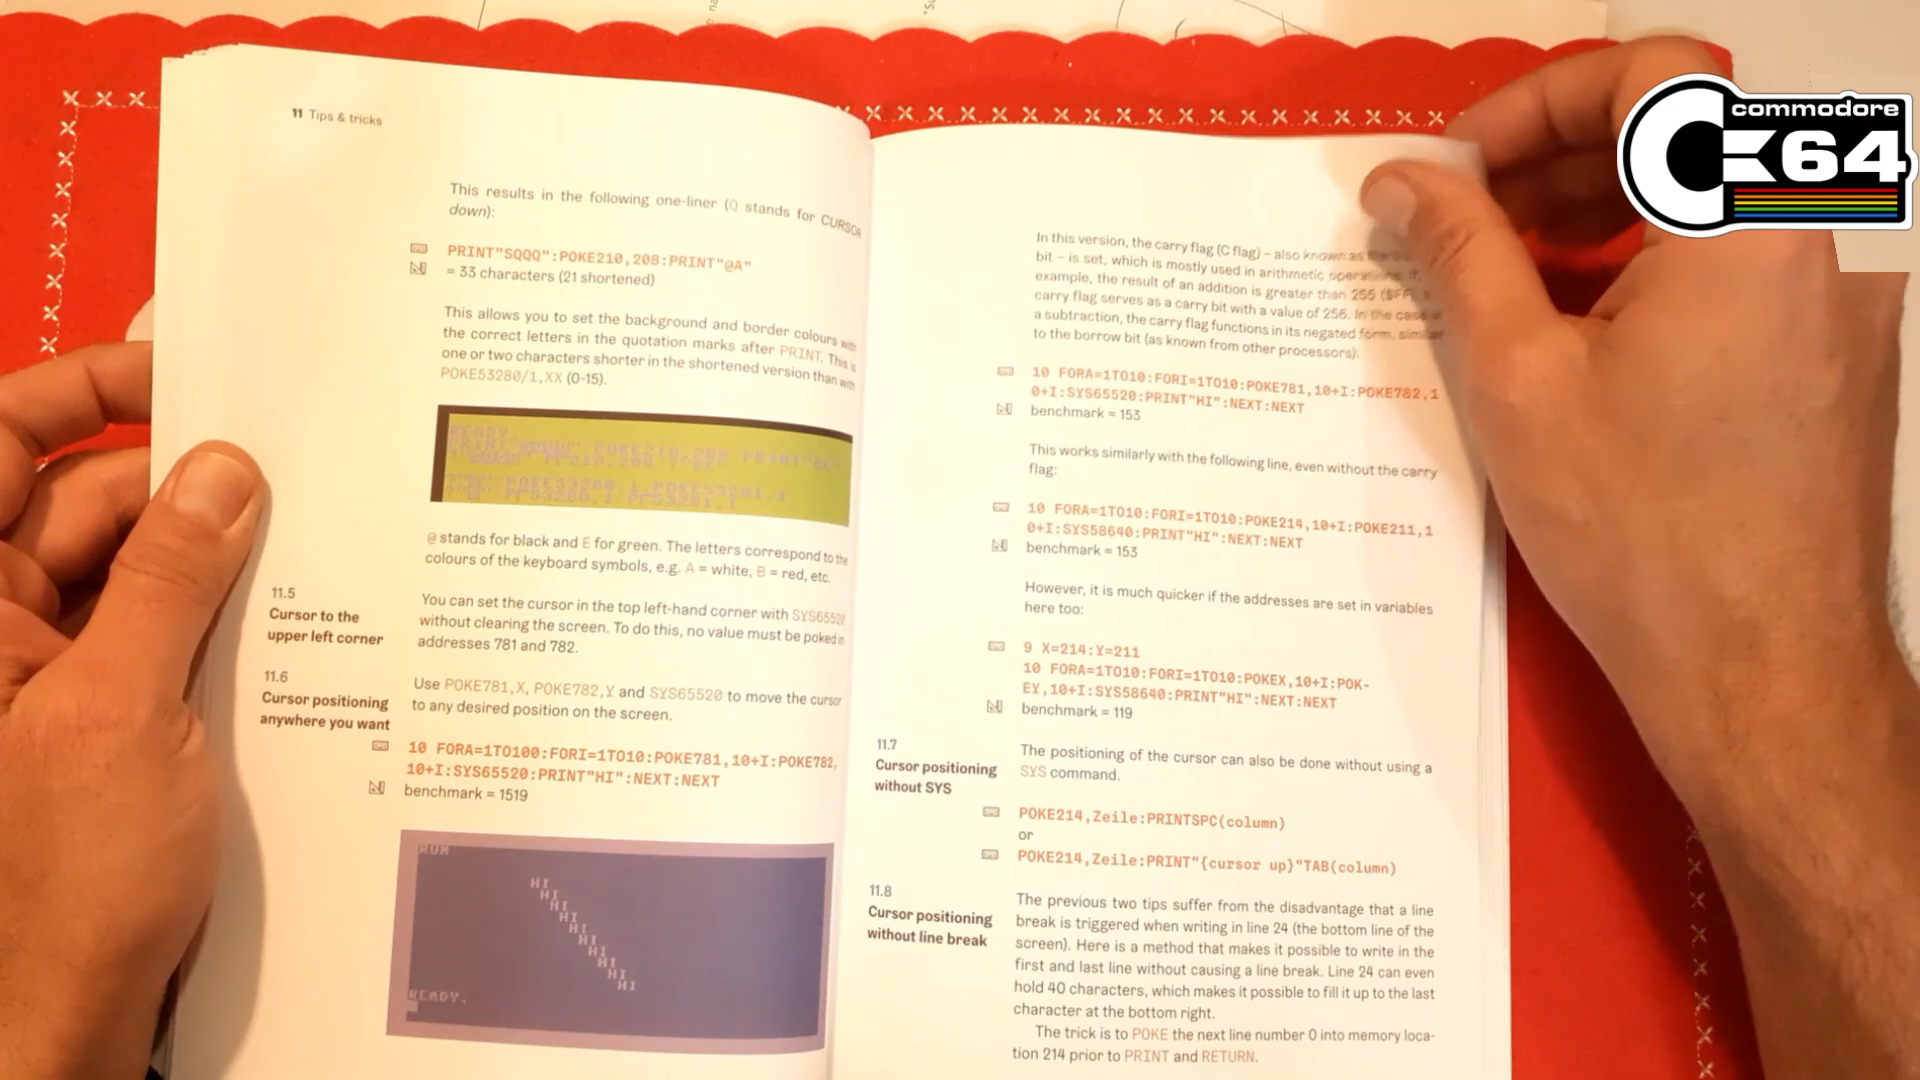 11 Tips & tricks
This results in the following one-liner (Q stands for CURSOR
down):
PRINT"SQQQ":POKE210,208:PRINT"@A"
= 33 characters (21 shortened)
This allows you to set the background and border colours with
the correct letters in the quotation marks after PRINT. This is
one or two characters shorter in the shortened version than with
POKE53280/1,XX (0-15).
READY.
@ stands for black and E for green. The letters correspond to the
colours of the keyboard symbols, e.g. A = white, B = red, etc.
11.5
Cursor to the
upper left corner
You can set the cursor in the top left-hand corner with SYS65520
without clearing the screen. To do this, no value must be poked in
addresses 781 and 782.
11.6
Cursor positioning
anywhere you want
Use POKE781,X, POKE782,Y and SYS65520 to move the cursor
to any desired position on the screen.
10 FORA=1TO100:FORI=1TO10:POKE781,10+I:POKE782,
10+I:SYS65520:PRINT"HI":NEXT:NEXT
benchmark = 1519
RUN
HI
HI
HI
HI
HI
HI
HI
HI
HI
HI
READY.
In this version, the carry flag (C flag) – also known as
bit – is set, which is mostly used in arithmetic operations. If,
example, the result of an addition is greater than 255 ($FF),
carry flag serves as a carry bit with a value of 256. In the case
a subtraction, the carry flag functions in its negated form, similar
to the borrow bit (as known from other processors).
10 FORA=1TO10:FORI=1TO10:POKE781,10+I:POKE782,1
0+I:SYS65520:PRINT"HI":NEXT:NEXT
benchmark = 153
This works similarly with the following line, even without the carry
flag:
10 FORA=1TO10:FORI=1TO10:POKE214,10+I:POKE211,1
0+I:SYS58640:PRINT"HI":NEXT:NEXT
benchmark = 153
However, it is much quicker if the addresses are set in variables
here too:
9 X=214:Y=211
10 FORA=1TO10:FORI=1TO10:POKEX,10+I:POK-
EY,10+I:SYS58640:PRINT"HI":NEXT:NEXT
benchmark = 119
11.7
Cursor positioning
without SYS
The positioning of the cursor can also be done without using a
SYS command.
POKE214,Zeile:PRINTSPC(column)
or
POKE214,Zeile:PRINT"{cursor up}"TAB(column)
11.8
Cursor positioning
without line break
The previous two tips suffer from the disadvantage that a line
break is triggered when writing in line 24 (the bottom line of the
screen). Here is a method that makes it possible to write in the
first and last line without causing a line break. Line 24 can even
hold 40 characters, which makes it possible to fill it up to the last
character at the bottom right.
The trick is to POKE the next line number 0 into memory loca-
tion 214 prior to PRINT and RETURN.
commodore
64